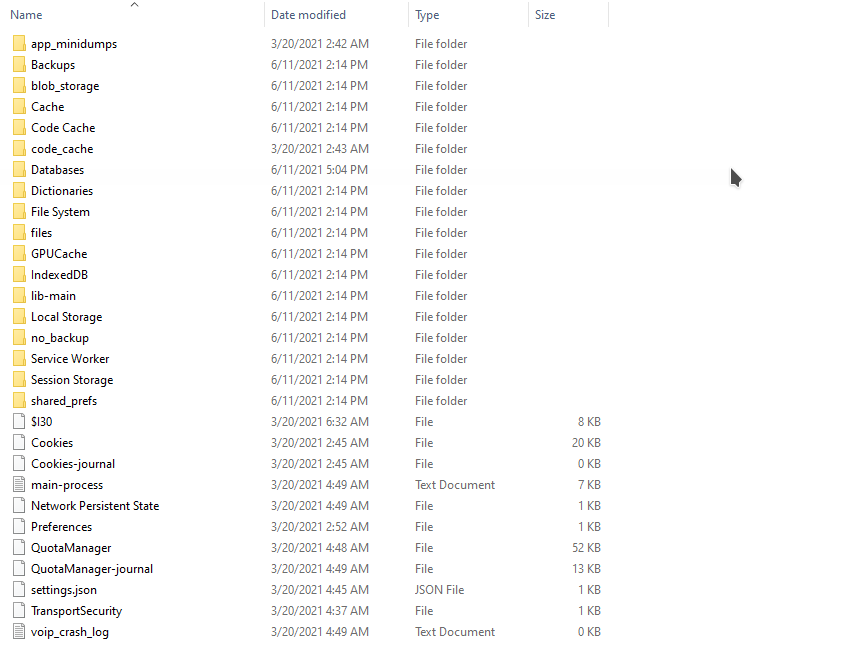 Name Date modified Type Size
app_minidumps 3/20/2021 2:42 AM File folder
Backups 6/11/2021 2:14 PM File folder
blob_storage 6/11/2021 2:14 PM File folder
Cache 6/11/2021 2:14 PM File folder
Code Cache 6/11/2021 2:14 PM File folder
code_cache 3/20/2021 2:43 AM File folder
Databases 6/11/2021 5:04 PM File folder
Dictionaries 6/11/2021 2:14 PM File folder
File System 6/11/2021 2:14 PM File folder
files 6/11/2021 2:14 PM File folder
GPUCache 6/11/2021 2:14 PM File folder
IndexedDB 6/11/2021 2:14 PM File folder
lib-main 6/11/2021 2:14 PM File folder
Local Storage 6/11/2021 2:14 PM File folder
no_backup 6/11/2021 2:14 PM File folder
Service Worker 6/11/2021 2:14 PM File folder
Session Storage 6/11/2021 2:14 PM File folder
shared_prefs 6/11/2021 2:14 PM File folder
$I30 3/20/2021 6:32 AM File 8 KB
Cookies 3/20/2021 2:45 AM File 20 KB
Cookies-journal 3/20/2021 2:45 AM File 0 KB
main-process 3/20/2021 4:49 AM Text Document 7 KB
Network Persistent State 3/20/2021 4:49 AM File 1 KB
Preferences 3/20/2021 2:52 AM File 1 KB
QuotaManager 3/20/2021 4:48 AM File 52 KB
QuotaManager-journal 3/20/2021 4:49 AM File 13 KB
settings.json 3/20/2021 4:45 AM JSON File 1 KB
TransportSecurity 3/20/2021 4:37 AM File 1 KB
voip_crash_log 3/20/2021 4:49 AM Text Document 0 KB